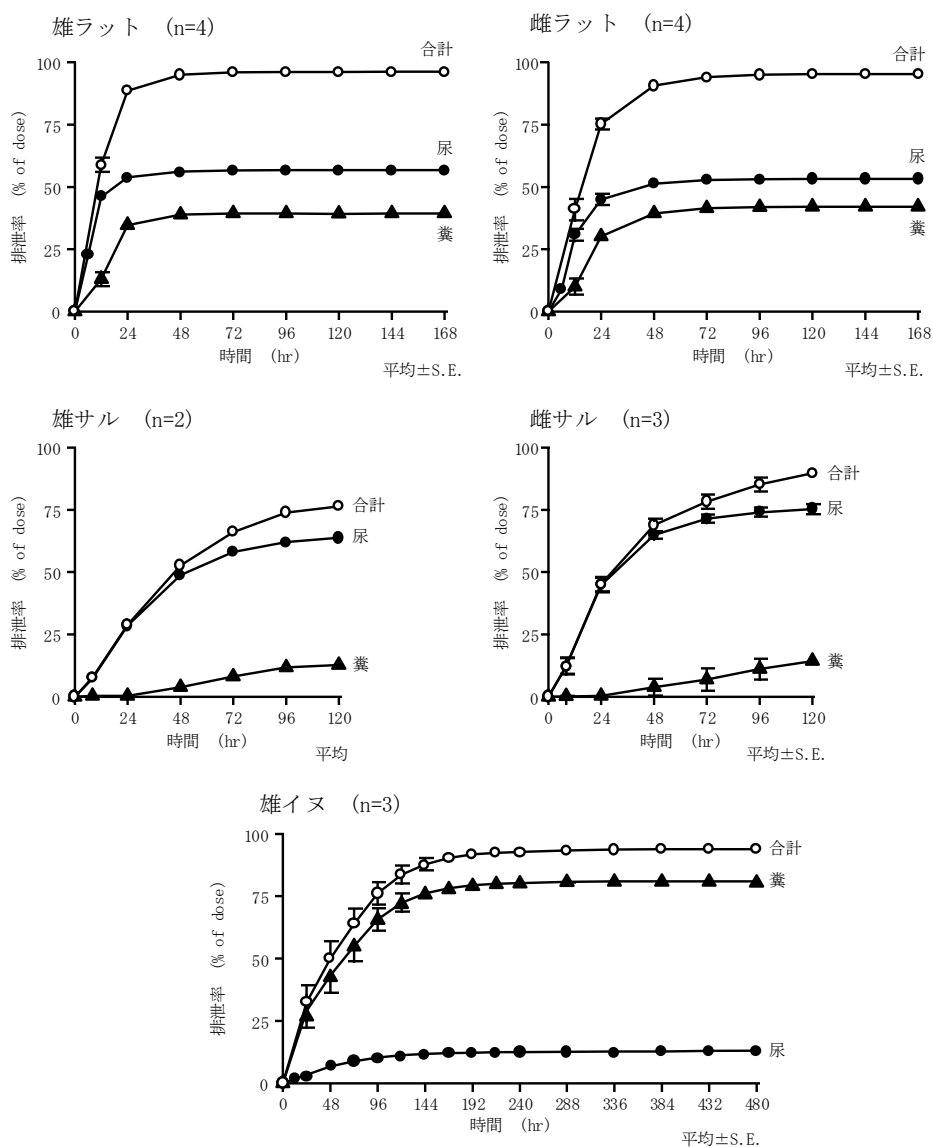 雄ラット (n=4)
合計
尿
糞
100
75
50
25
0
排泄率 (% of dose)
0 24 48 72 96 120 144 168
時間 (hr)
平均±S.E.
雌ラット (n=4)
合計
尿
糞
100
75
50
25
0
排泄率 (% of dose)
0 24 48 72 96 120 144 168
時間 (hr)
平均±S.E.
雄サル (n=2)
合計
尿
糞
100
75
50
25
0
排泄率 (% of dose)
0 24 48 72 96 120
時間 (hr)
平均
雌サル (n=3)
合計
尿
糞
100
75
50
25
0
排泄率 (% of dose)
0 24 48 72 96 120
時間 (hr)
平均±S.E.
雄イヌ (n=3)
合計
糞
尿
100
75
50
25
0
排泄率 (% of dose)
0 48 96 144 192 240 288 336 384 432 480
時間 (hr)
平均±S.E.